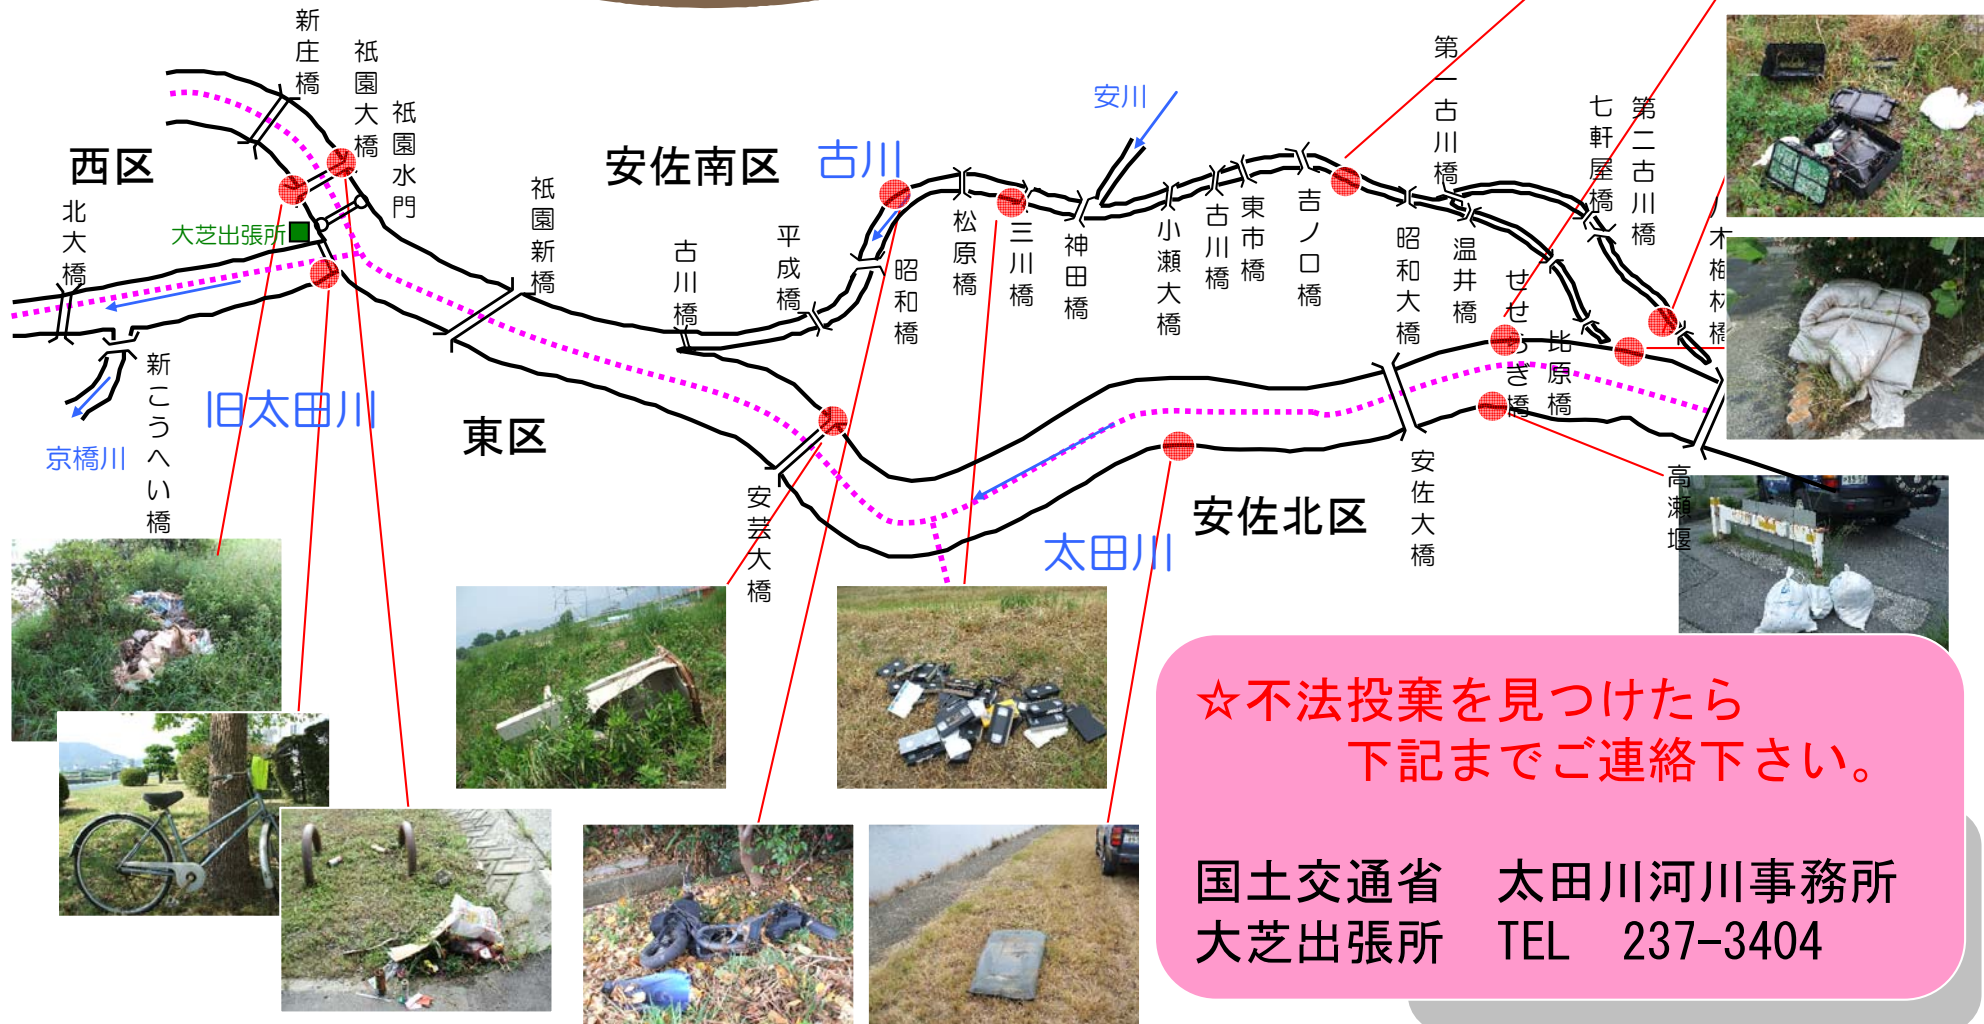 新庄橋
祇園大橋
祇園水門
西区
北大橋
大芝出張所
安佐南区
古川
安川
第一古川橋
七軒屋橋
第二古川橋
祇園新橋
古川橋
平成橋
昭和橋
松原橋
三川橋
神田橋
小瀬大橋
古川橋
東市橋
吉ノ口橋
昭和大橋
温井橋
せせらぎ橋
比原橋
新こうへい橋
京橋川
旧太田川
東区
安芸大橋
太田川
安佐北区
安佐大橋
高瀬堰
☆不法投棄を見つけたら
下記までご連絡下さい。
国土交通省 太田川河川事務所
大芝出張所 TEL 237-3404